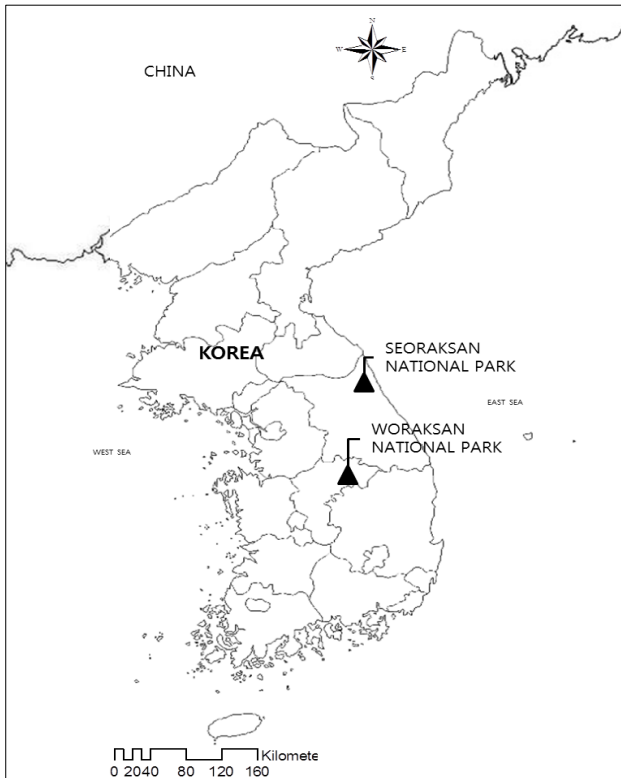 N
W E
S
CHINA
KOREA
SEORAKSAN
NATIONAL PARK
EAST SEA
WORAKSAN
NATIONAL PARK
WEST SEA
Kilomete
0 2040 80 120 160